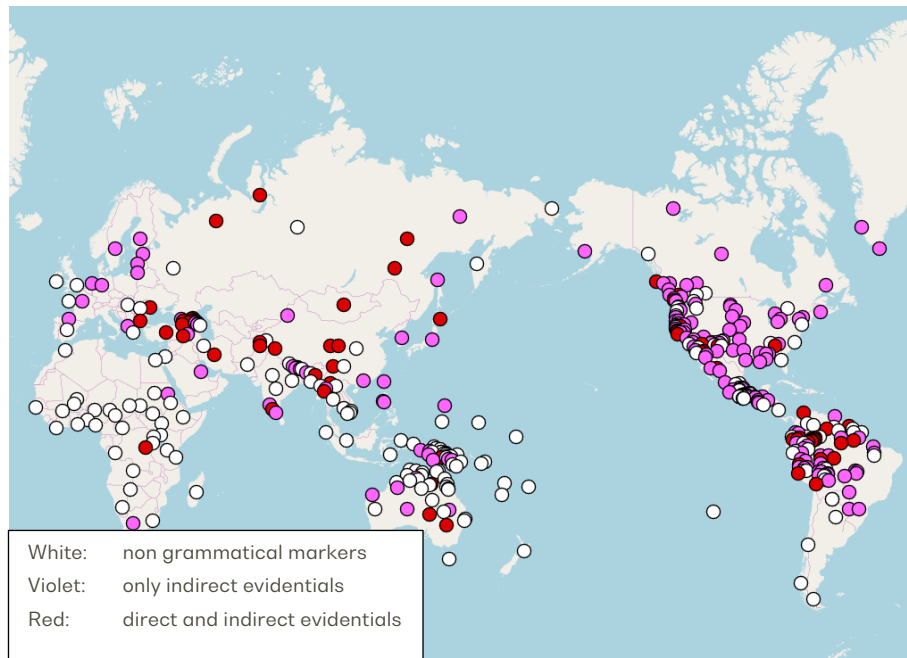 White: non grammatical markers
Violet: only indirect evidentials
Red: direct and indirect evidentials